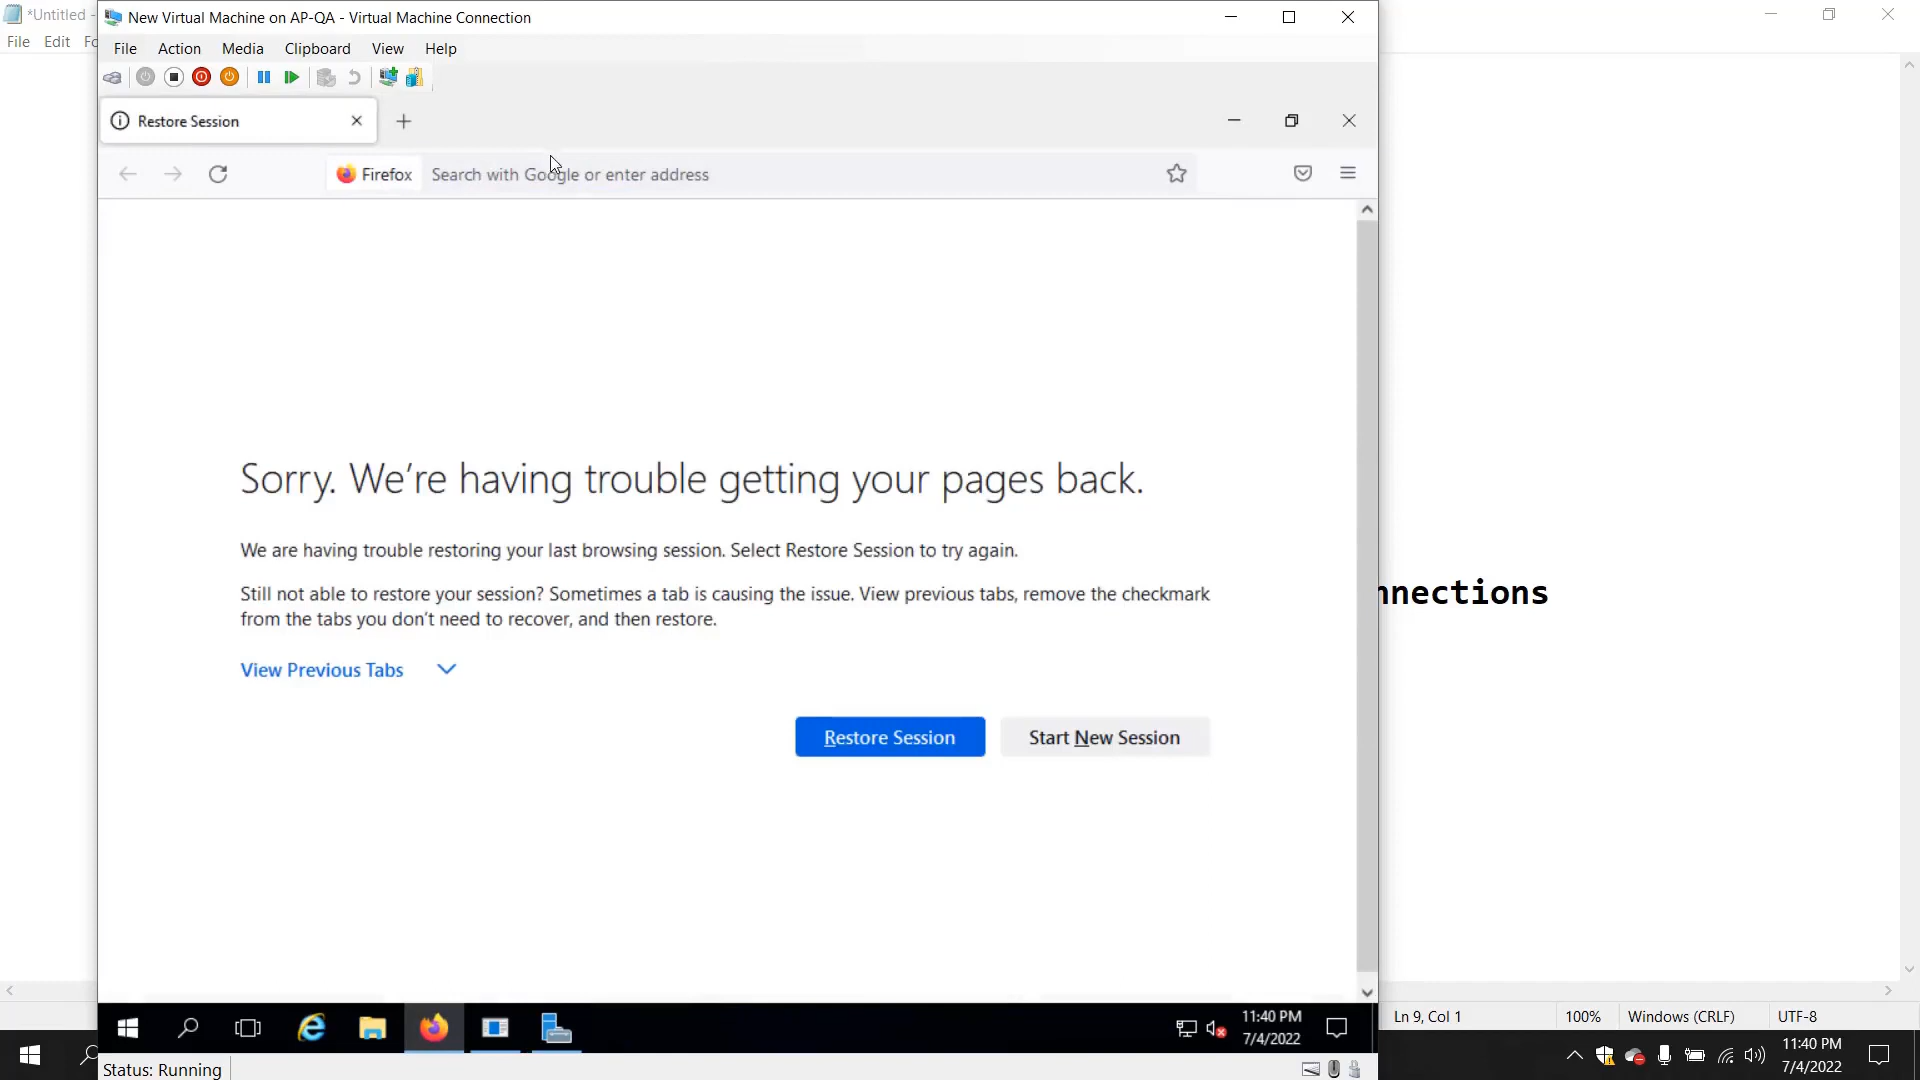 *Untitled -
New Virtual Machine on AP-QA - Virtual Machine Connection
File Edit Fo
File Action Media Clipboard View Help
Restore Session
Firefox Search with Google or enter address
Sorry. We're having trouble getting your pages back.
We are having trouble restoring your last browsing session. Select Restore Session to try again.
Still not able to restore your session? Sometimes a tab is causing the issue. View previous tabs, remove the checkmark
from the tabs you don't need to recover, and then restore.
nnections
View Previous Tabs
Restore Session Start New Session
11:40 PM
7/4/2022
Ln 9, Col 1 100% Windows (CRLF) UTF-8
11:40 PM
7/4/2022
Status: Running